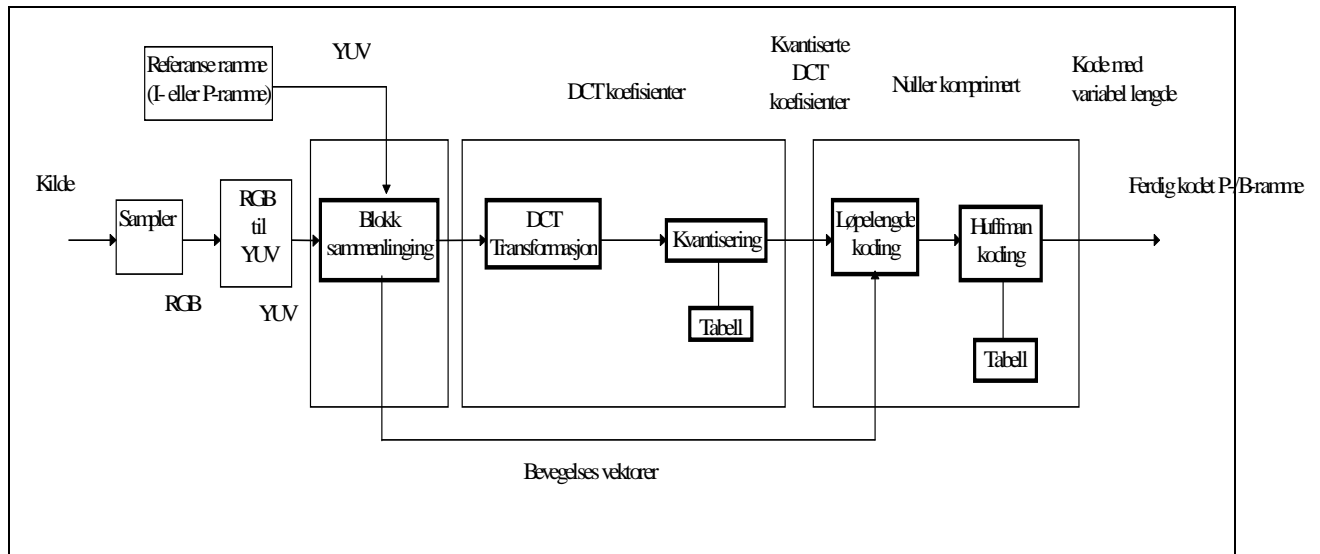 Referanse ramme
(I- eller P-ramme)
YUV
DCT koefisienter
Kvantiserte
DCT
koefisienter
Nuller komprimert
Kode med
variabel lengde
Kilde
Sampler
RGB
til
YUV
Blokk
sammenlinging
DCT
Transformasjon
Kvantisering
Løpelengde
koding
Huffman
koding
Ferdig kodet P-/B-ramme
RGB
YUV
Tabell
Tabell
Bevegelses vektorer